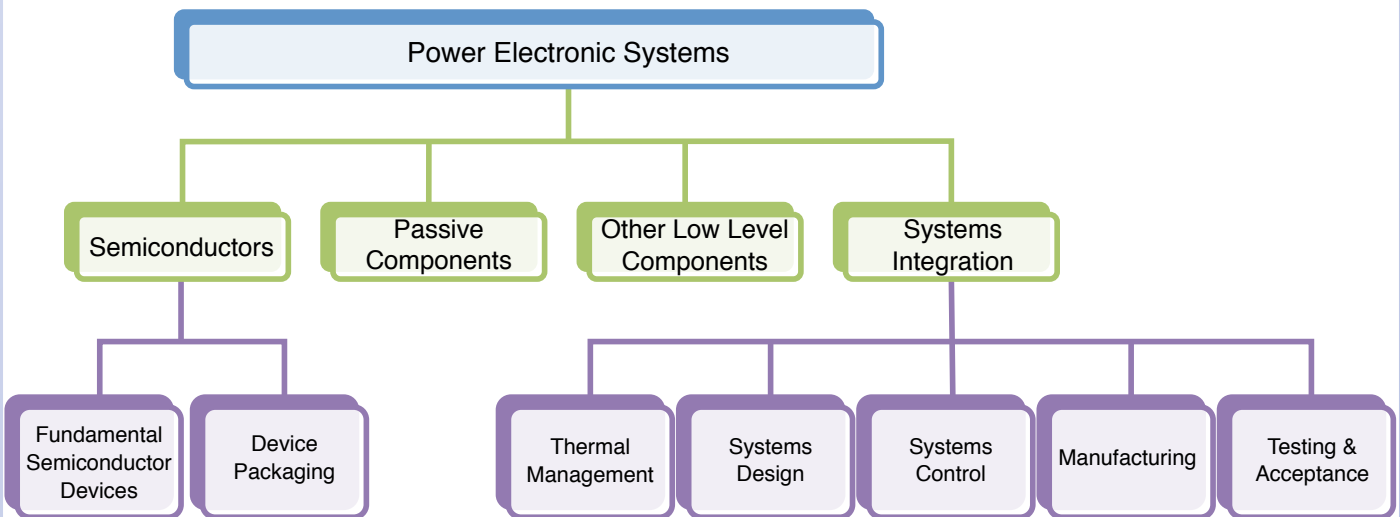 Power Electronic Systems
Semiconductors
Passive
Components
Other Low Level
Components
Systems
Integration
Fundamental
Semiconductor
Devices
Device
Packaging
Thermal
Management
Systems
Design
Systems
Control
Manufacturing
Testing &
Acceptance